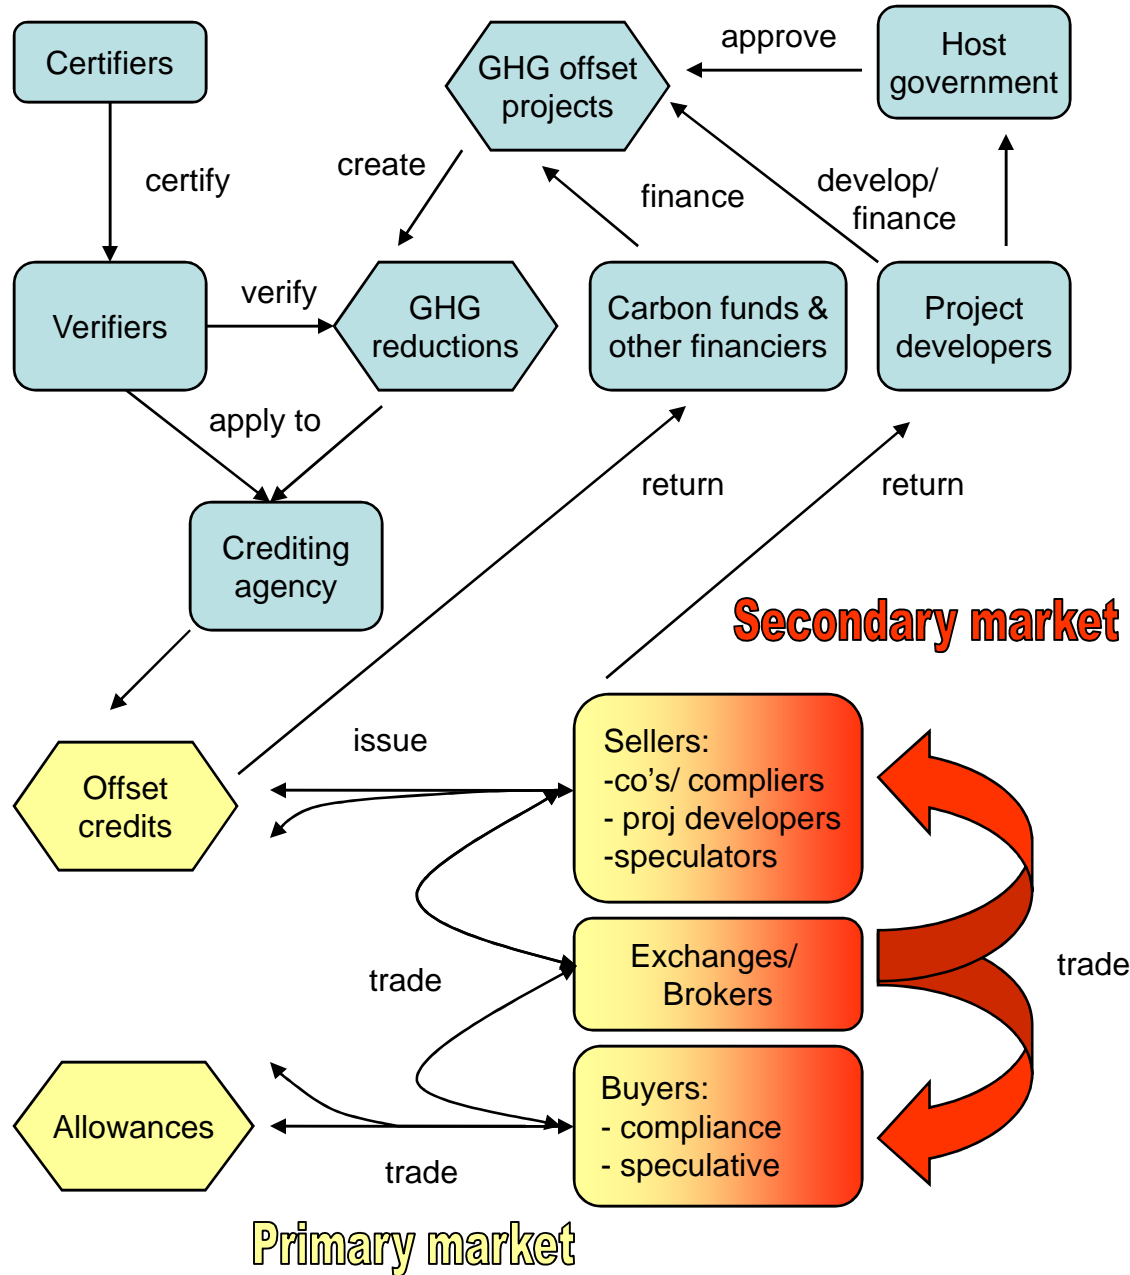 Certifiers
GHG offset
projects
approve
Host
government
certify
create
finance
develop/
finance
Verifiers
verify
GHG
reductions
Carbon funds &
other financiers
Project
developers
apply to
return
return
Crediting
agency
Secondary market
Offset
credits
issue
Sellers:
-co's/ compliers
- proj developers
-speculators
trade
Exchanges/
Brokers
trade
Allowances
trade
Buyers:
- compliance
- speculative
Primary market